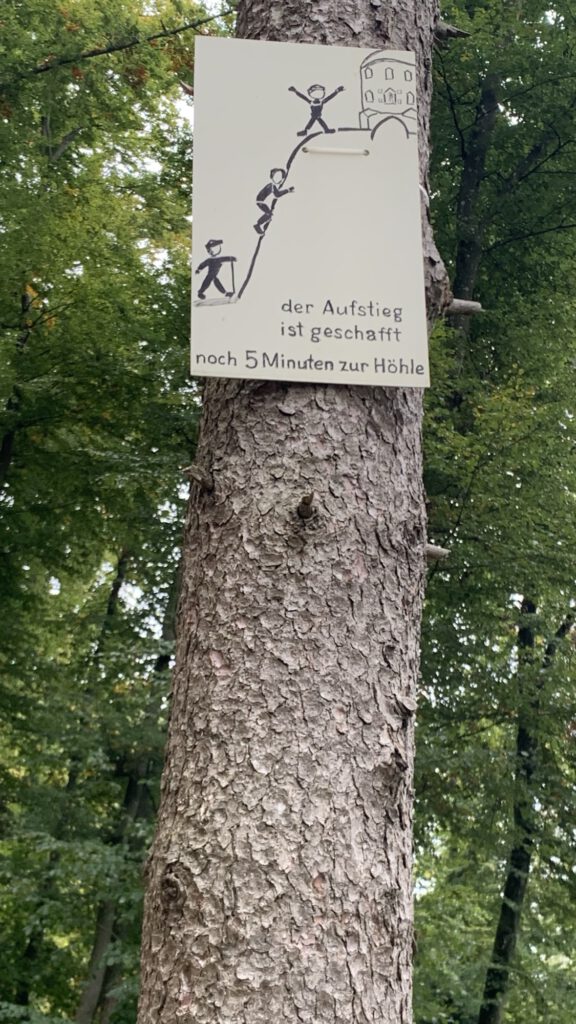 der Aufstieg
ist geschafft
noch 5 Minuten zur Höhle